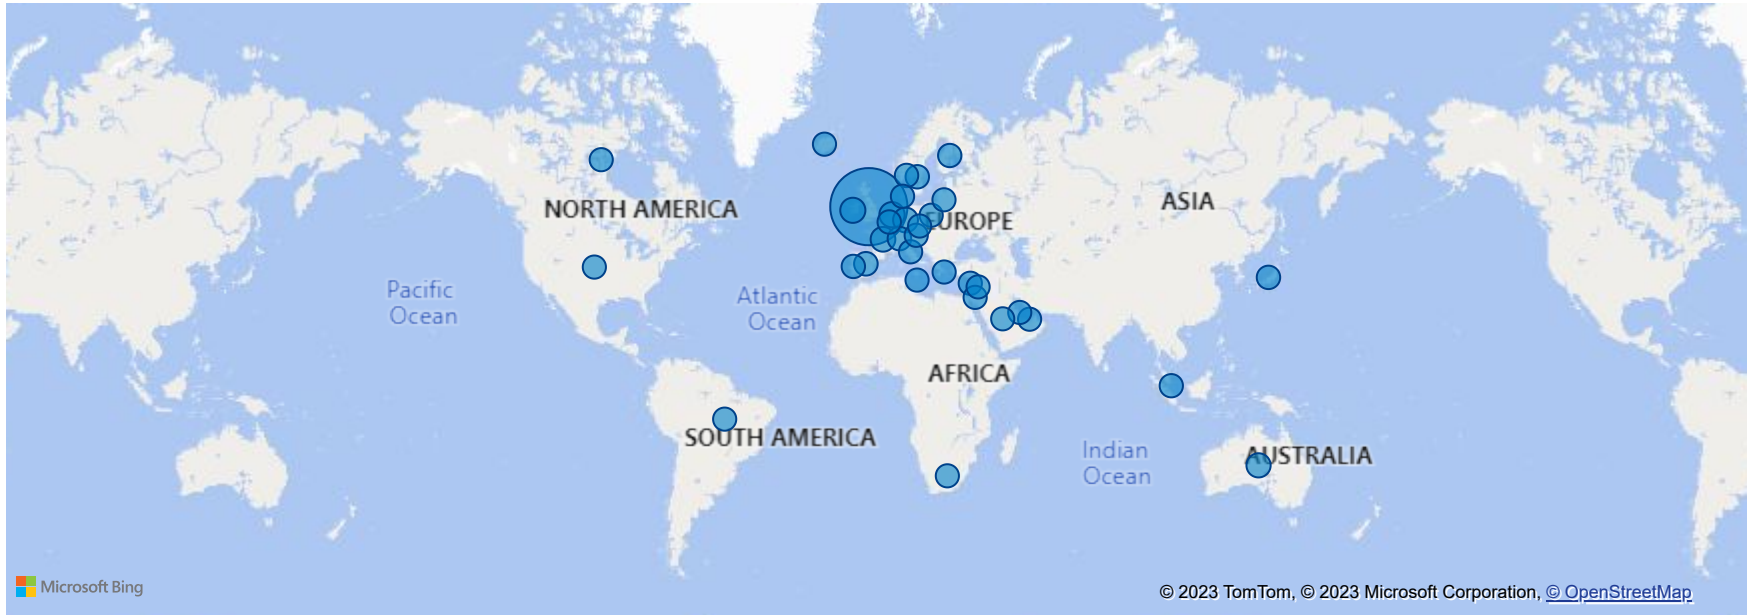 NORTH AMERICA
EUROPE
ASIA
Pacific
Ocean
Atlantic
Ocean
AFRICA
SOUTH AMERICA
Indian
Ocean
AUSTRALIA
Microsoft Bing
© 2023 TomTom, © 2023 Microsoft Corporation, © OpenStreetMap